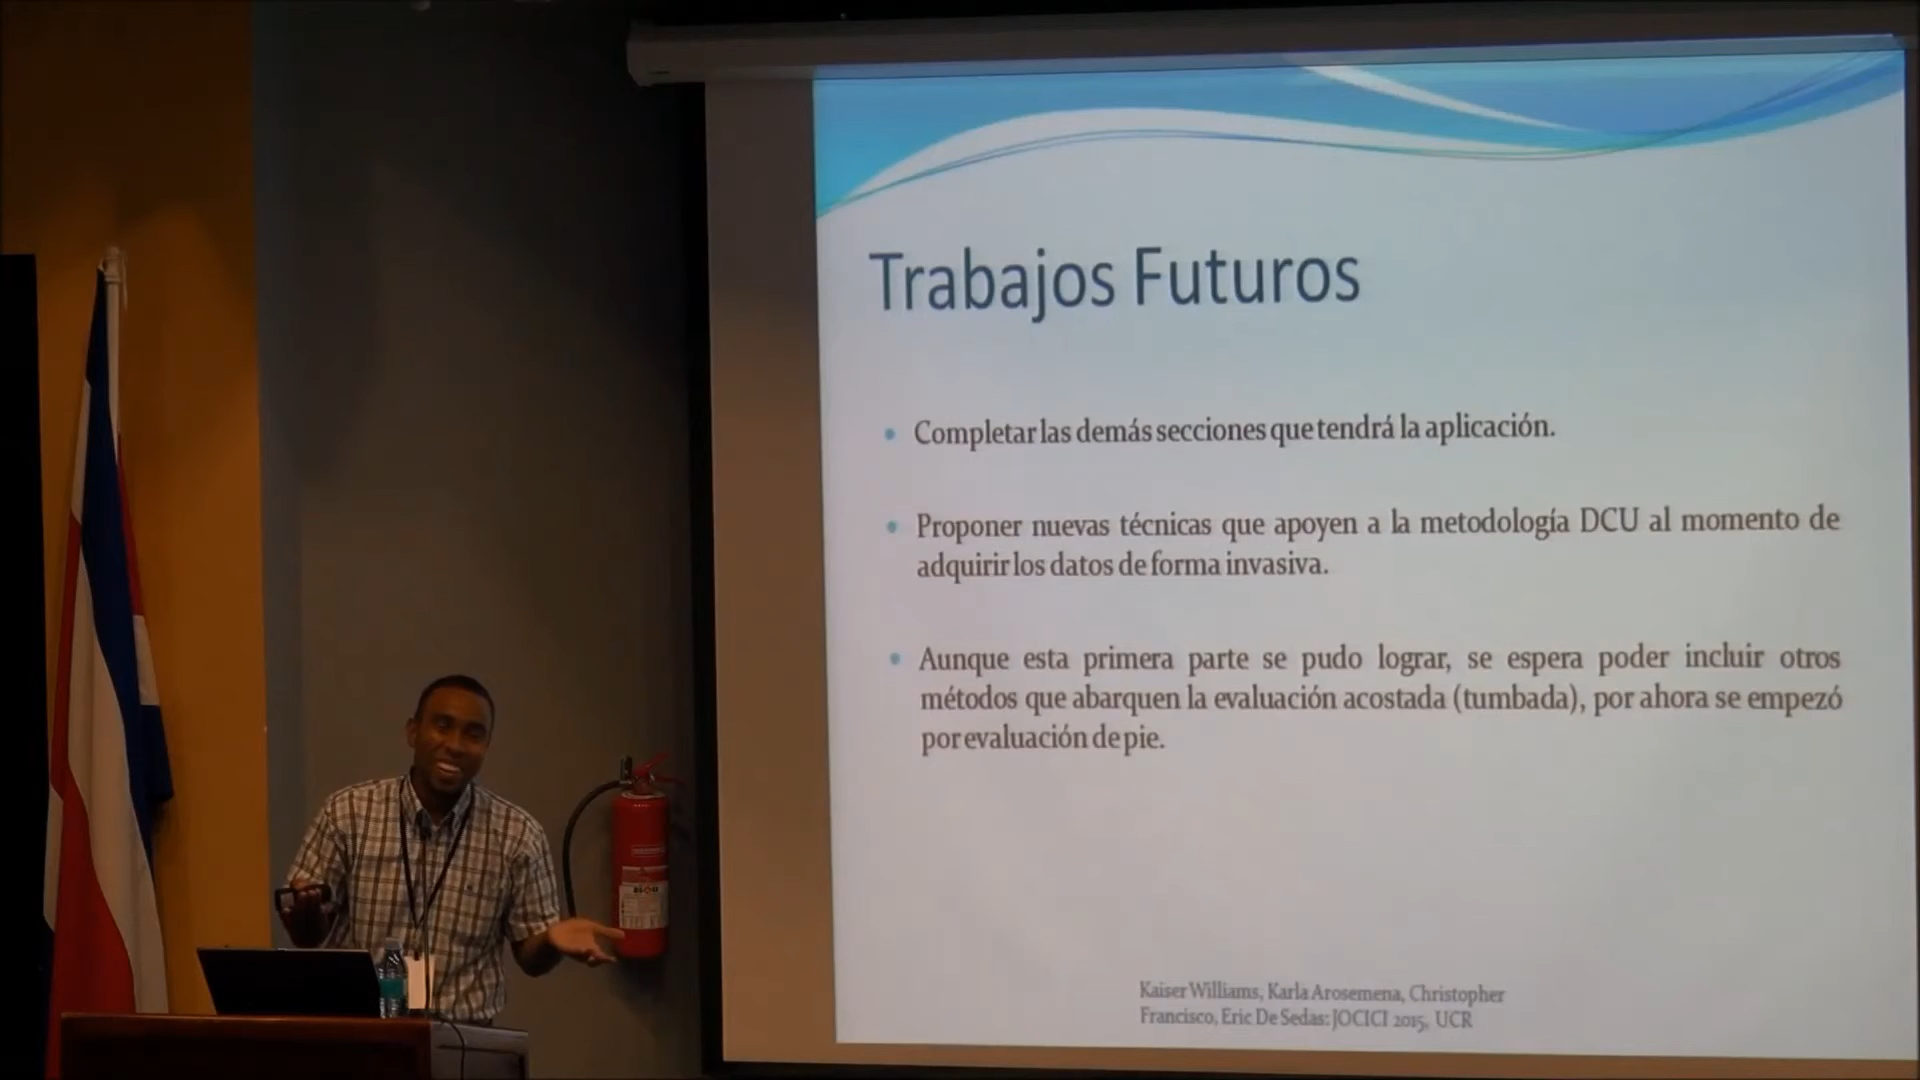 Trabajos Futuros
• Completar las demás secciones que tendrá la aplicación.
• Proponer nuevas técnicas que apoyen a la metodología DCU al momento de
adquirir los datos de forma invasiva.
• Aunque esta primera parte se pudo lograr, se espera poder incluir otros
métodos que abarquen la evaluación acostada (tumbada), por ahora se empezó
por evaluación de pie.
Kaiser Williams, Karla Arosemena, Christopher
Francisco, Eric De Sedas: JOCICI 2015, UCR